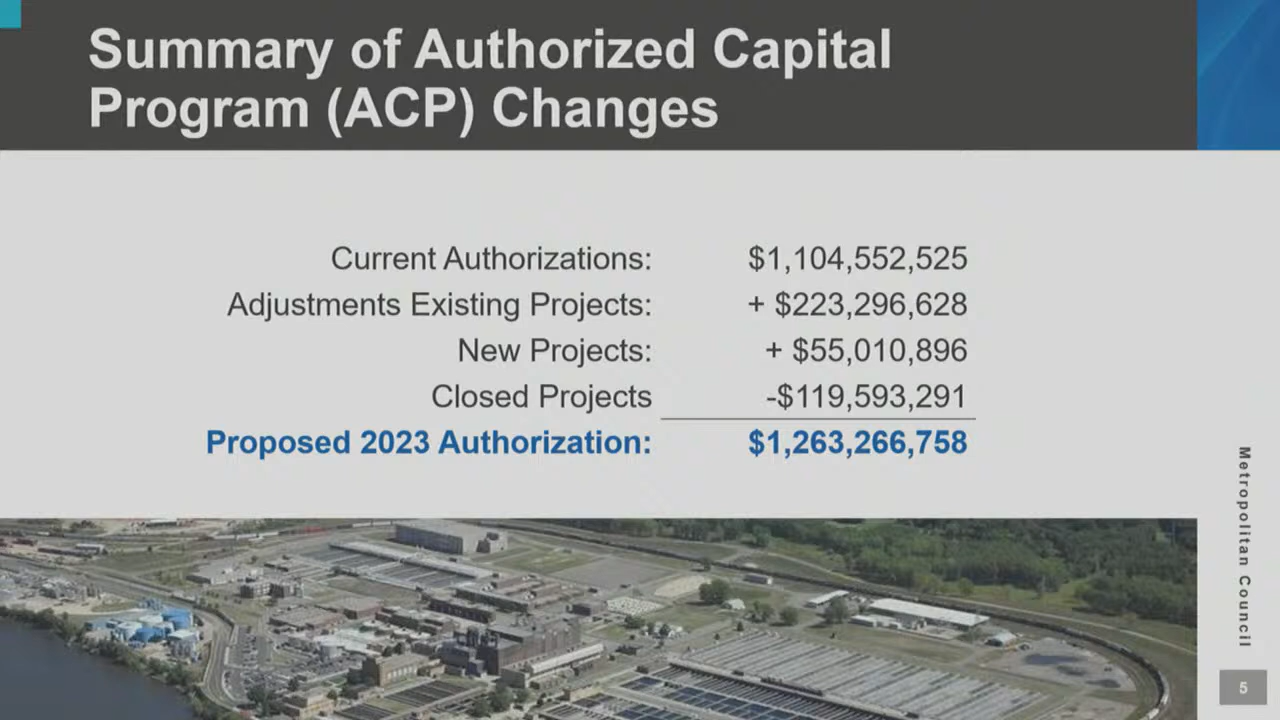 Summary of Authorized Capital
Program (ACP) Changes
Current Authorizations: $1,104,552,525
Adjustments Existing Projects: + $223,296,628
New Projects: + $55,010,896
Closed Projects -$119,593,291
Proposed 2023 Authorization: $1,263,266,758
Metropolitan Council
5